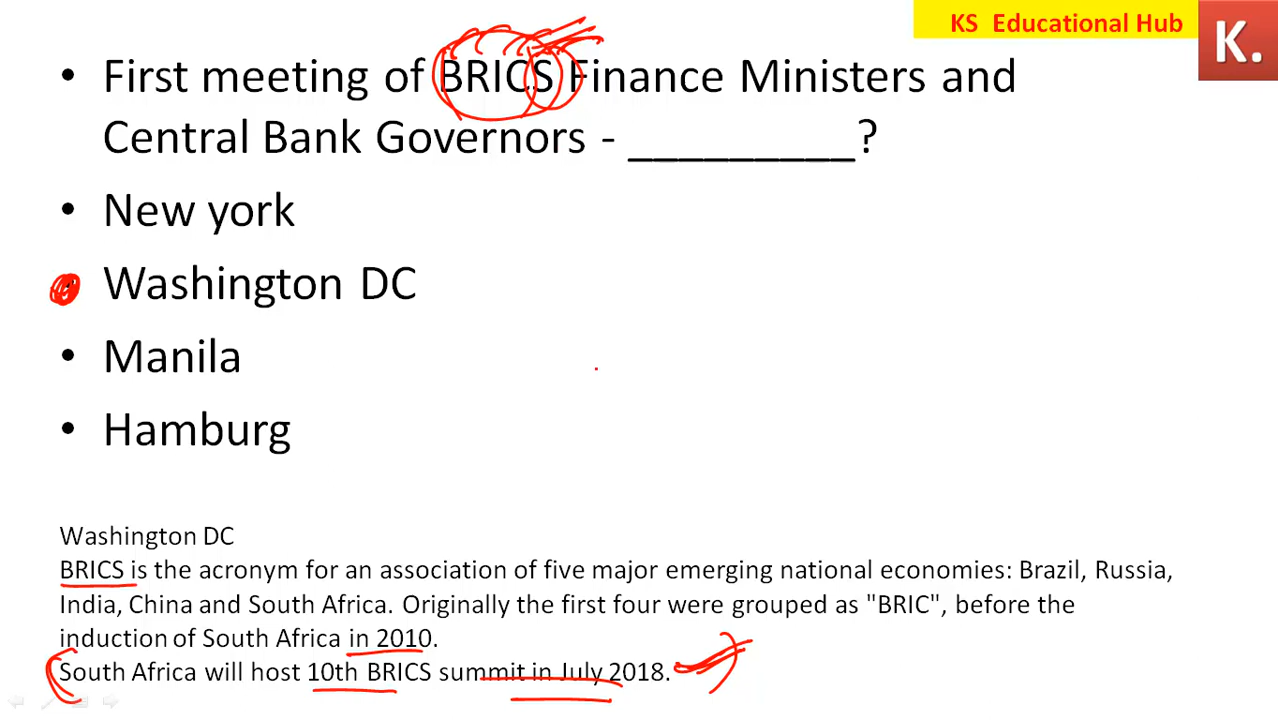 KS Educational Hub
K.
• First meeting of BRICS Finance Ministers and
Central Bank Governors - _________?
• New york
Washington DC
• Manila
• Hamburg
Washington DC
BRICS is the acronym for an association of five major emerging national economies: Brazil, Russia,
India, China and South Africa. Originally the first four were grouped as "BRIC", before the
induction of South Africa in 2010.
South Africa will host 10th BRICS summit in July 2018.